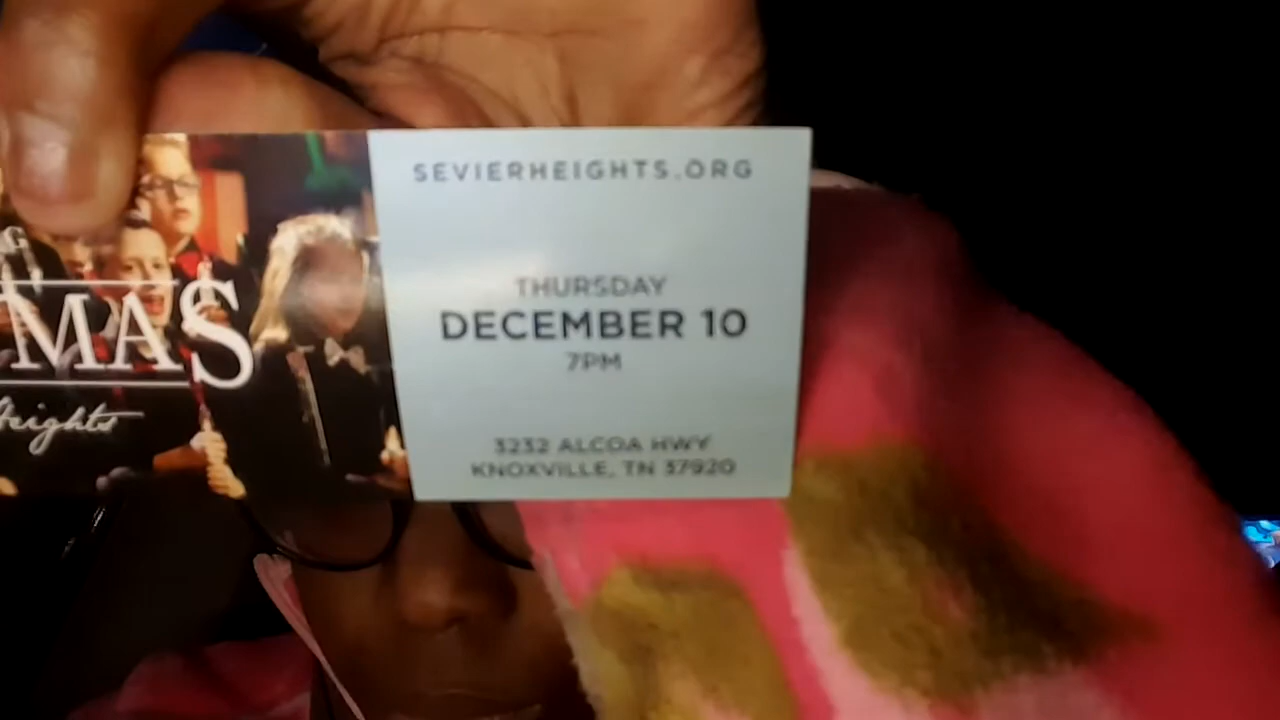 MAS
Heights
SEVIERHEIGHTS.ORG
THURSDAY
DECEMBER 10
7PM
3232 ALCOA HWY
KNOXVILLE, TN 37920